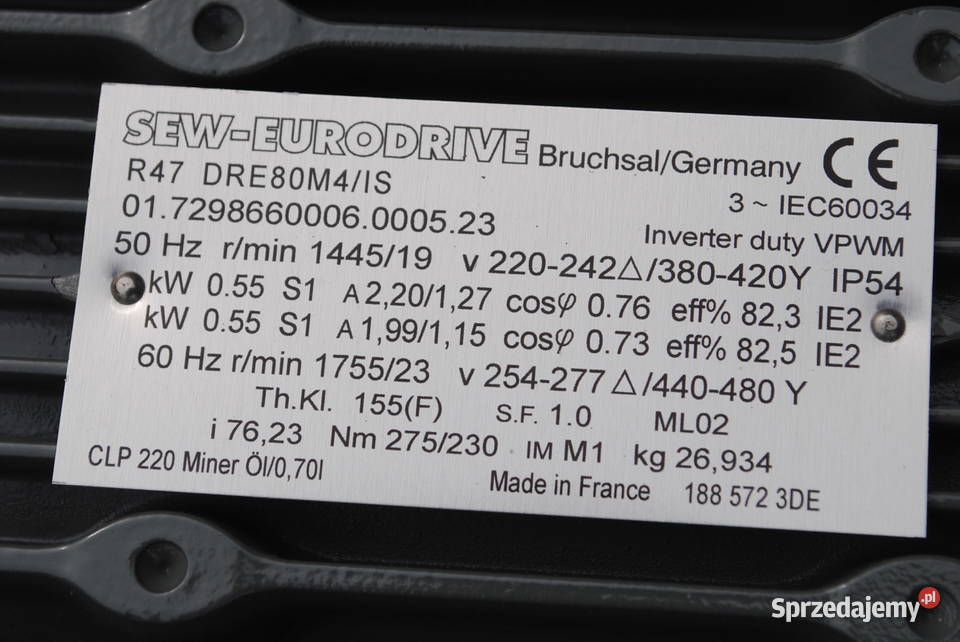 SEW-EURODRIVE Bruchsal/Germany CE
R47 DRE80M4/IS 3 ~ IEC60034
01.7298660006.0005.23 Inverter duty VPWM
50 Hz r/min 1445/19 V 220-242△/380-420Y IP54
kW 0.55 S1 A 2,20/1,27 cosφ 0.76 eff% 82,3 IE2
kW 0.55 S1 A 1,99/1,15 cosφ 0.73 eff% 82,5 IE2
60 Hz r/min 1755/23 V 254-277 △/440-480 Y
Th.Kl. 155(F) S.F. 1.0 ML02
i 76,23 Nm 275/230 IM M1 kg 26,934
CLP 220 Miner Öl/0,70l Made in France 188 572 3DE
Sprzedajemy .pl